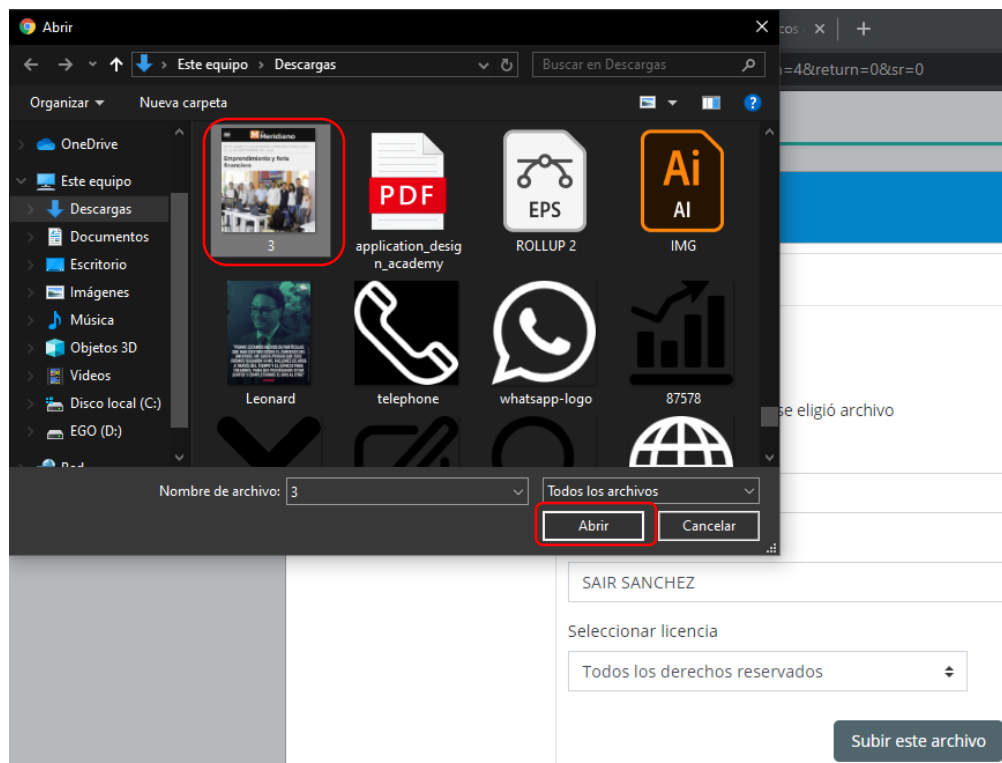 Abrir
cos
=4&return=0&sr=0
Este equipo > Descargas
Buscar en Descargas
Organizar
Nueva carpeta
OneDrive
Este equipo
Descargas
Documentos
Escritorio
Imágenes
Música
Objetos 3D
Videos
Disco local (C:)
EGO (D:)
Red
Meridiano
Emprendimiento y feria
financiera
3
PDF
application_desig
n_academy
EPS
ROLLUP 2
Ai
AI
IMG
Leonard
telephone
whatsapp-logo
87578
se eligió archivo
Nombre de archivo: 3
Todos los archivos
Abrir
Cancelar
SAIR SANCHEZ
Seleccionar licencia
Todos los derechos reservados
Subir este archivo